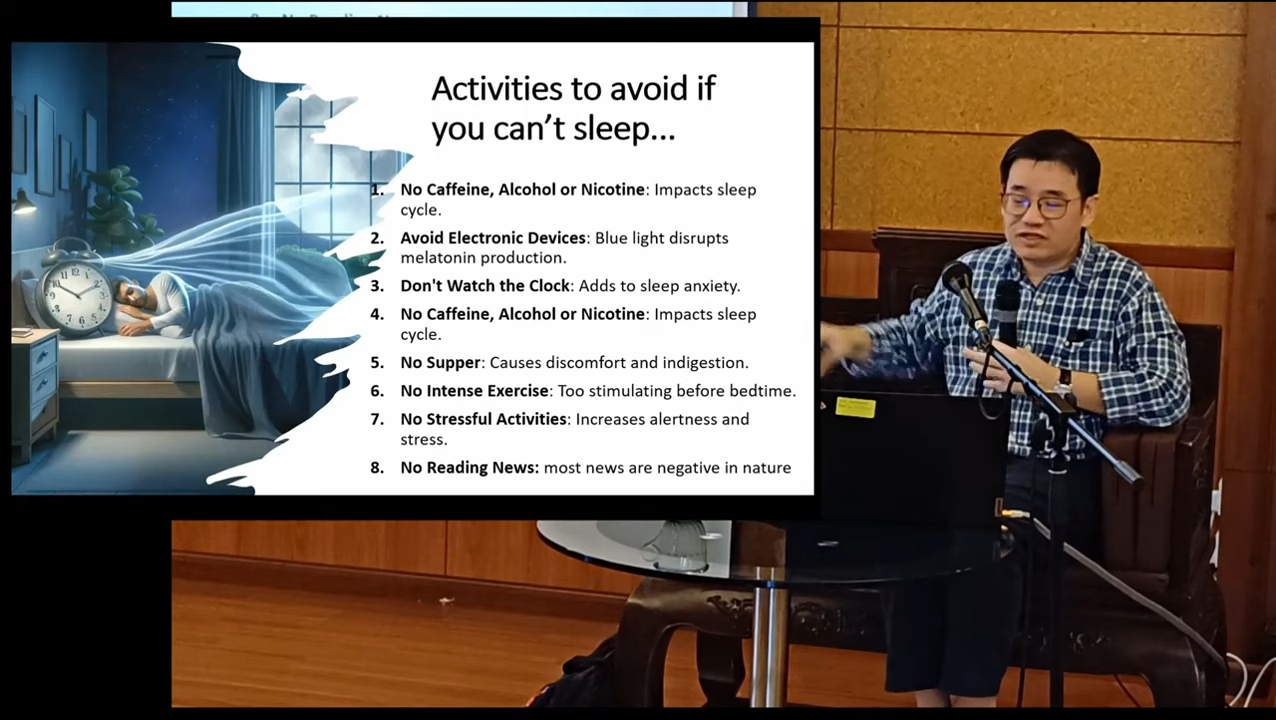 Activities to avoid if
you can't sleep...
1. No Caffeine, Alcohol or Nicotine: Impacts sleep
cycle.
2. Avoid Electronic Devices: Blue light disrupts
melatonin production.
3. Don't Watch the Clock: Adds to sleep anxiety.
4. No Caffeine, Alcohol or Nicotine: Impacts sleep
cycle.
5. No Supper: Causes discomfort and indigestion.
6. No Intense Exercise: Too stimulating before bedtime.
7. No Stressful Activities: Increases alertness and
stress.
8. No Reading News: most news are negative in nature